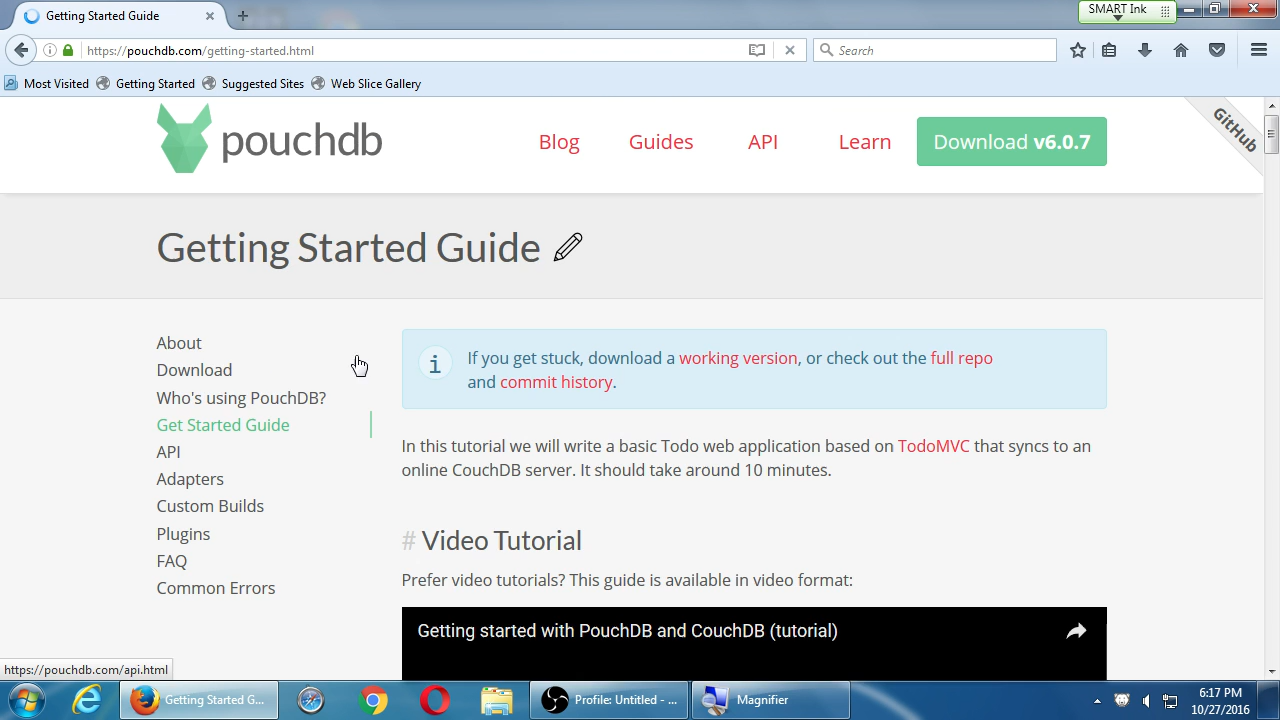 Getting Started Guide
SMART Ink
https://pouchdb.com/getting-started.html
Search
Most Visited
Getting Started
Suggested Sites
Web Slice Gallery
pouchdb
Blog
Guides
API
Learn
Download v6.0.7
GitHub
Getting Started Guide
About
Download
Who's using PouchDB?
Get Started Guide
API
Adapters
Custom Builds
Plugins
FAQ
Common Errors
If you get stuck, download a working version, or check out the full repo
and commit history.
In this tutorial we will write a basic Todo web application based on TodoMVC that syncs to an
online CouchDB server. It should take around 10 minutes.
# Video Tutorial
Prefer video tutorials? This guide is available in video format:
Getting started with PouchDB and CouchDB (tutorial)
https://pouchdb.com/api.html
Getting Started G...
Profile: Untitled - ...
Magnifier
6:17 PM
10/27/2016